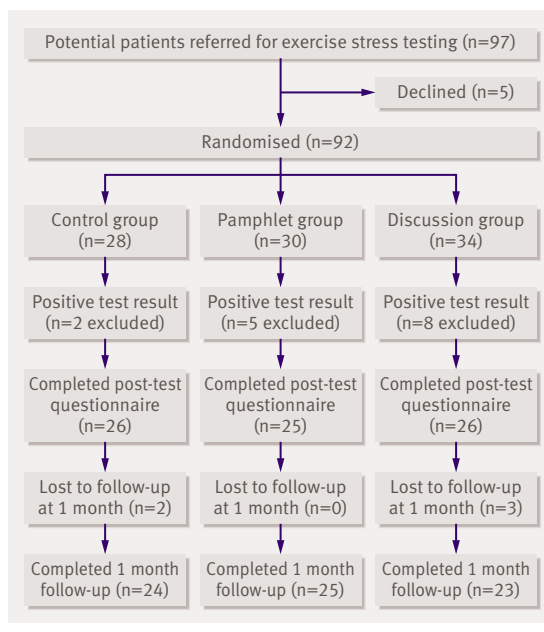 Potential patients referred for exercise stress testing (n=97)
Declined (n=5)
Randomised (n=92)
Control group
(n=28)
Pamphlet group
(n=30)
Discussion group
(n=34)
Positive test result
(n=2 excluded)
Positive test result
(n=5 excluded)
Positive test result
(n=8 excluded)
Completed post-test
questionnaire
(n=26)
Completed post-test
questionnaire
(n=25)
Completed post-test
questionnaire
(n=26)
Lost to follow-up
at 1 month (n=2)
Lost to follow-up
at 1 month (n=0)
Lost to follow-up
at 1 month (n=3)
Completed 1 month
follow-up (n=24)
Completed 1 month
follow-up (n=25)
Completed 1 month
follow-up (n=23)